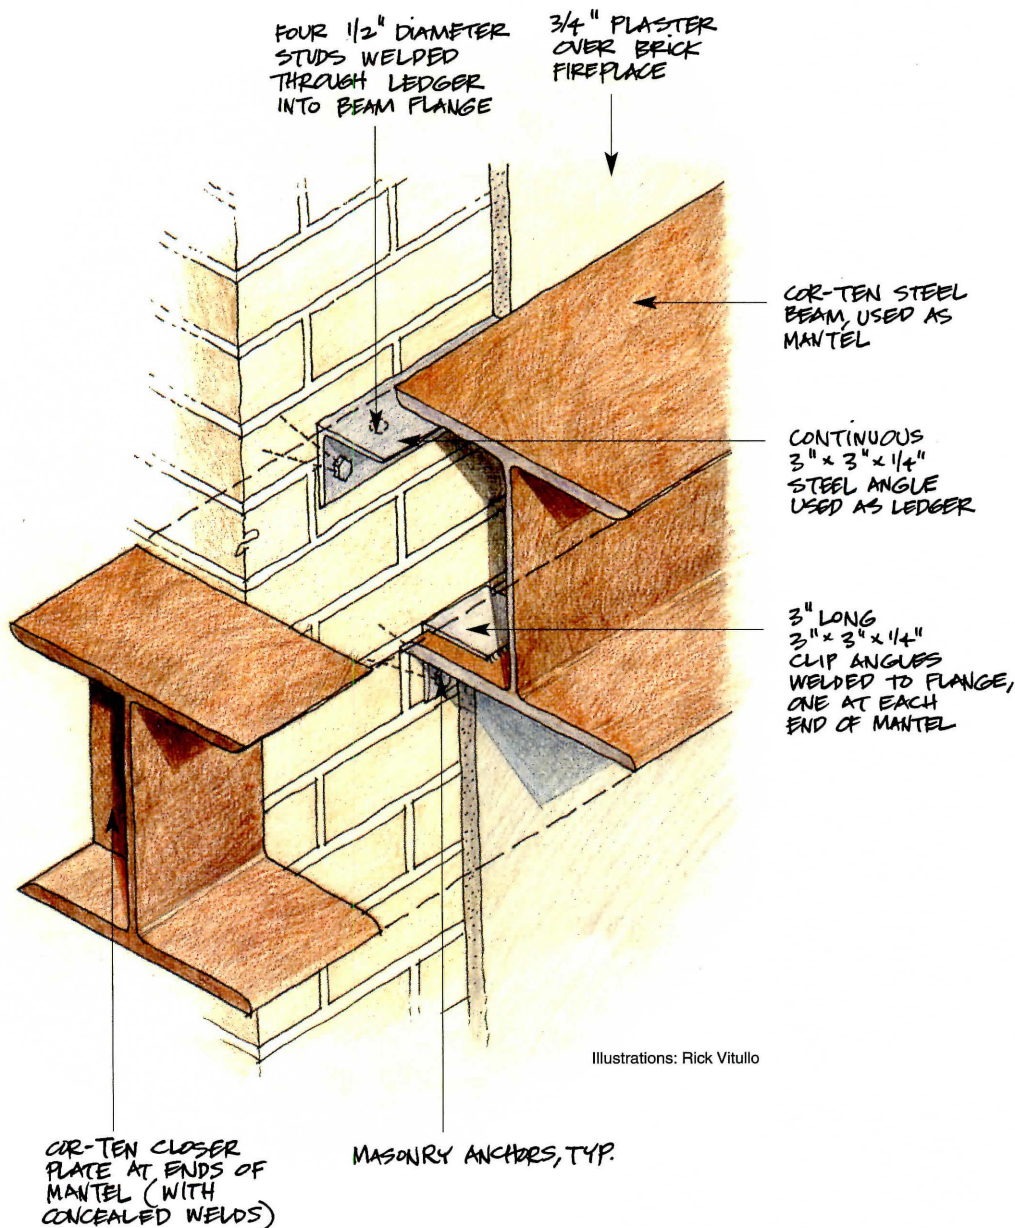 FOUR 1/2" DIAMETER
STUDS WELDED
THROUGH LEDGER
INTO BEAM FLANGE
3/4" PLASTER
OVER BRICK
FIREPLACE
COR-TEN STEEL
BEAM, USED AS
MANTEL
CONTINUOUS
3" x 3" x 1/4"
STEEL ANGLE
USED AS LEDGER
3" LONG
3" x 3" x 1/4"
CLIP ANGLES
WELDED TO FLANGE,
ONE AT EACH
END OF MANTEL
Illustrations: Rick Vitullo
COR-TEN CLOSER
PLATE AT ENDS OF
MANTEL (WITH
CONCEALED WELDS)
MASONRY ANCHORS, TYP.